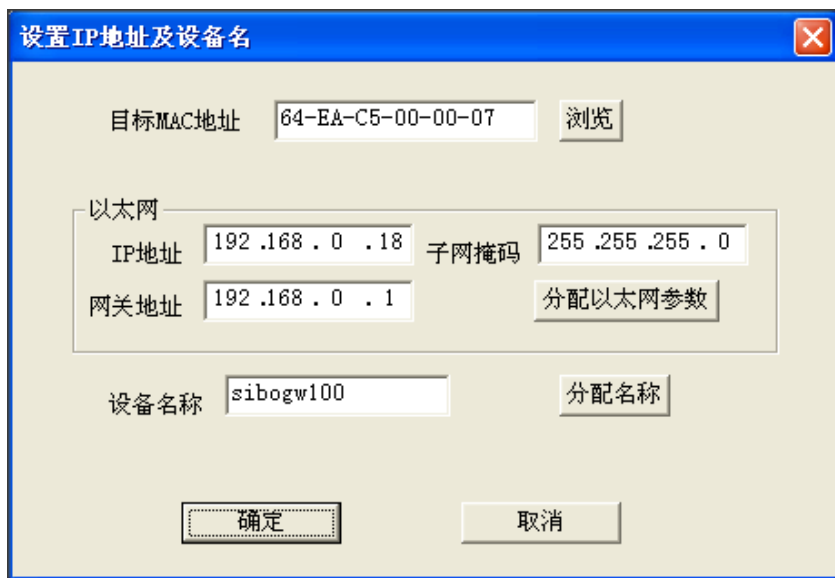 设置IP地址及设备名
目标MAC地址 64-EA-C5-00-00-07 浏览
以太网
IP地址 192 .168 . 0 .18 子网掩码 255 .255 .255 . 0
网关地址 192 .168 . 0 . 1 分配以太网参数
设备名称 sibogw100 分配名称
确定 取消